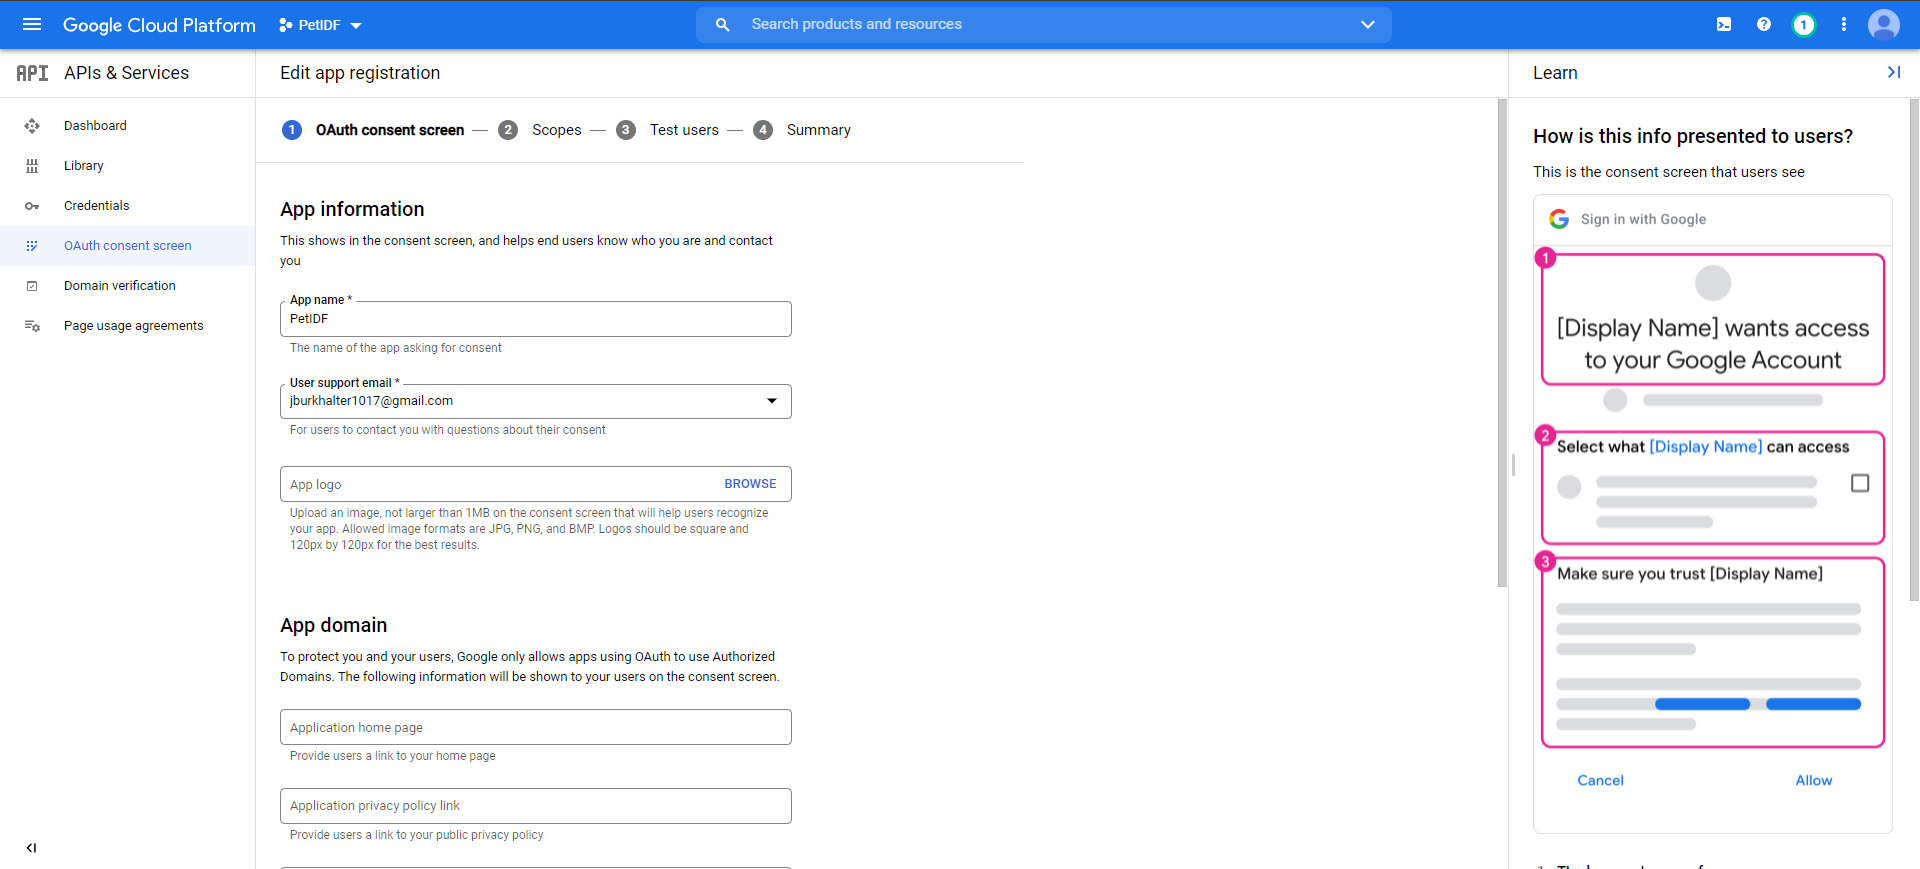 Google Cloud Platform
PetIDF
Search products and resources
1
API APIs & Services
Dashboard
Library
Credentials
OAuth consent screen
Domain verification
Page usage agreements
Edit app registration
1 OAuth consent screen — 2 Scopes — 3 Test users — 4 Summary
App information
This shows in the consent screen, and helps end users know who you are and contact
you
App name *
PetIDF
The name of the app asking for consent
User support email *
jburkhalter1017@gmail.com
For users to contact you with questions about their consent
App logo
BROWSE
Upload an image, not larger than 1MB on the consent screen that will help users recognize
your app. Allowed image formats are JPG, PNG, and BMP. Logos should be square and
120px by 120px for the best results.
App domain
To protect you and your users, Google only allows apps using OAuth to use Authorized
Domains. The following information will be shown to your users on the consent screen.
Application home page
Provide users a link to your home page
Application privacy policy link
Provide users a link to your public privacy policy
Learn
How is this info presented to users?
This is the consent screen that users see
Sign in with Google
1
[Display Name] wants access
to your Google Account
2
Select what [Display Name] can access
3
Make sure you trust [Display Name]
Cancel
Allow